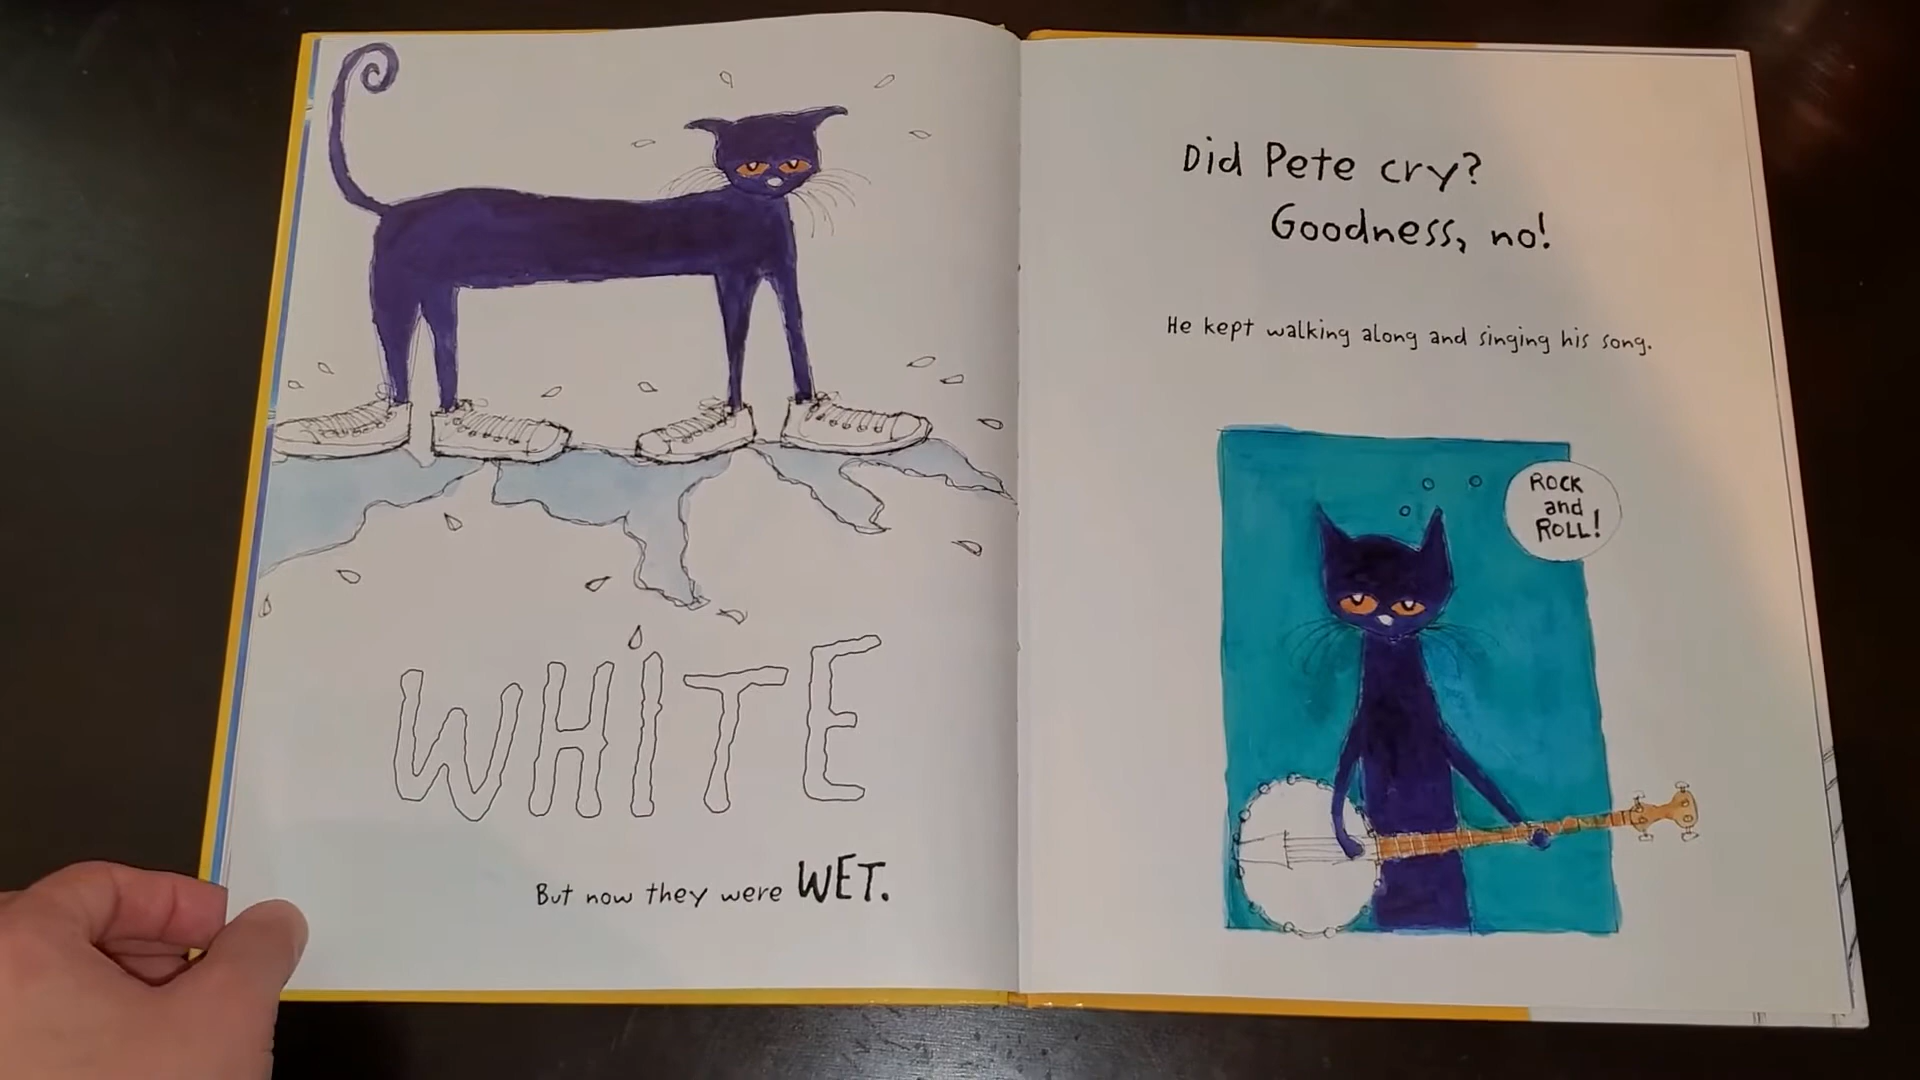 WHITE
But now they were WET.
Did Pete cry?
Goodness, no!
He kept walking along and singing his song.
ROCK
and
ROLL!